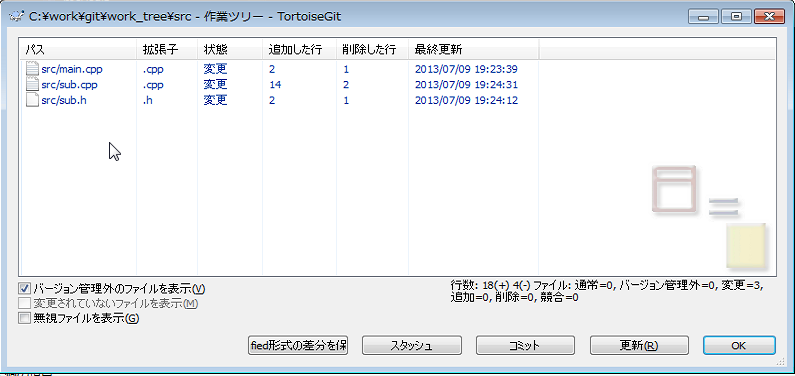 C:¥work¥git¥work_tree¥src - 作業ツリー - TortoiseGit
パス 拡張子 状態 追加した行 削除した行 最終更新
src/main.cpp .cpp 変更 2 1 2013/07/09 19:23:39
src/sub.cpp .cpp 変更 14 2 2013/07/09 19:24:31
src/sub.h .h 変更 2 1 2013/07/09 19:24:12
バージョン管理外のファイルを表示(V)
変更されていないファイルを表示(M)
無視ファイルを表示(G)
行数: 18(+) 4(-) ファイル: 通常=0, バージョン管理外=0, 変更=3,
追加=0, 削除=0, 競合=0
fied形式の差分を保 スタッシュ コミット 更新(R) OK